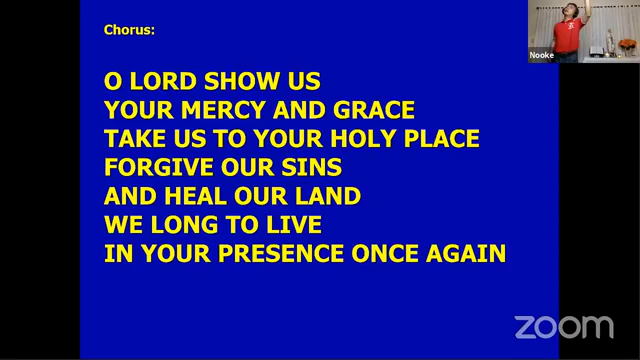 Chorus:
O LORD SHOW US
YOUR MERCY AND GRACE
TAKE US TO YOUR HOLY PLACE
FORGIVE OUR SINS
AND HEAL OUR LAND
WE LONG TO LIVE
IN YOUR PRESENCE ONCE AGAIN
Nooke
zoom